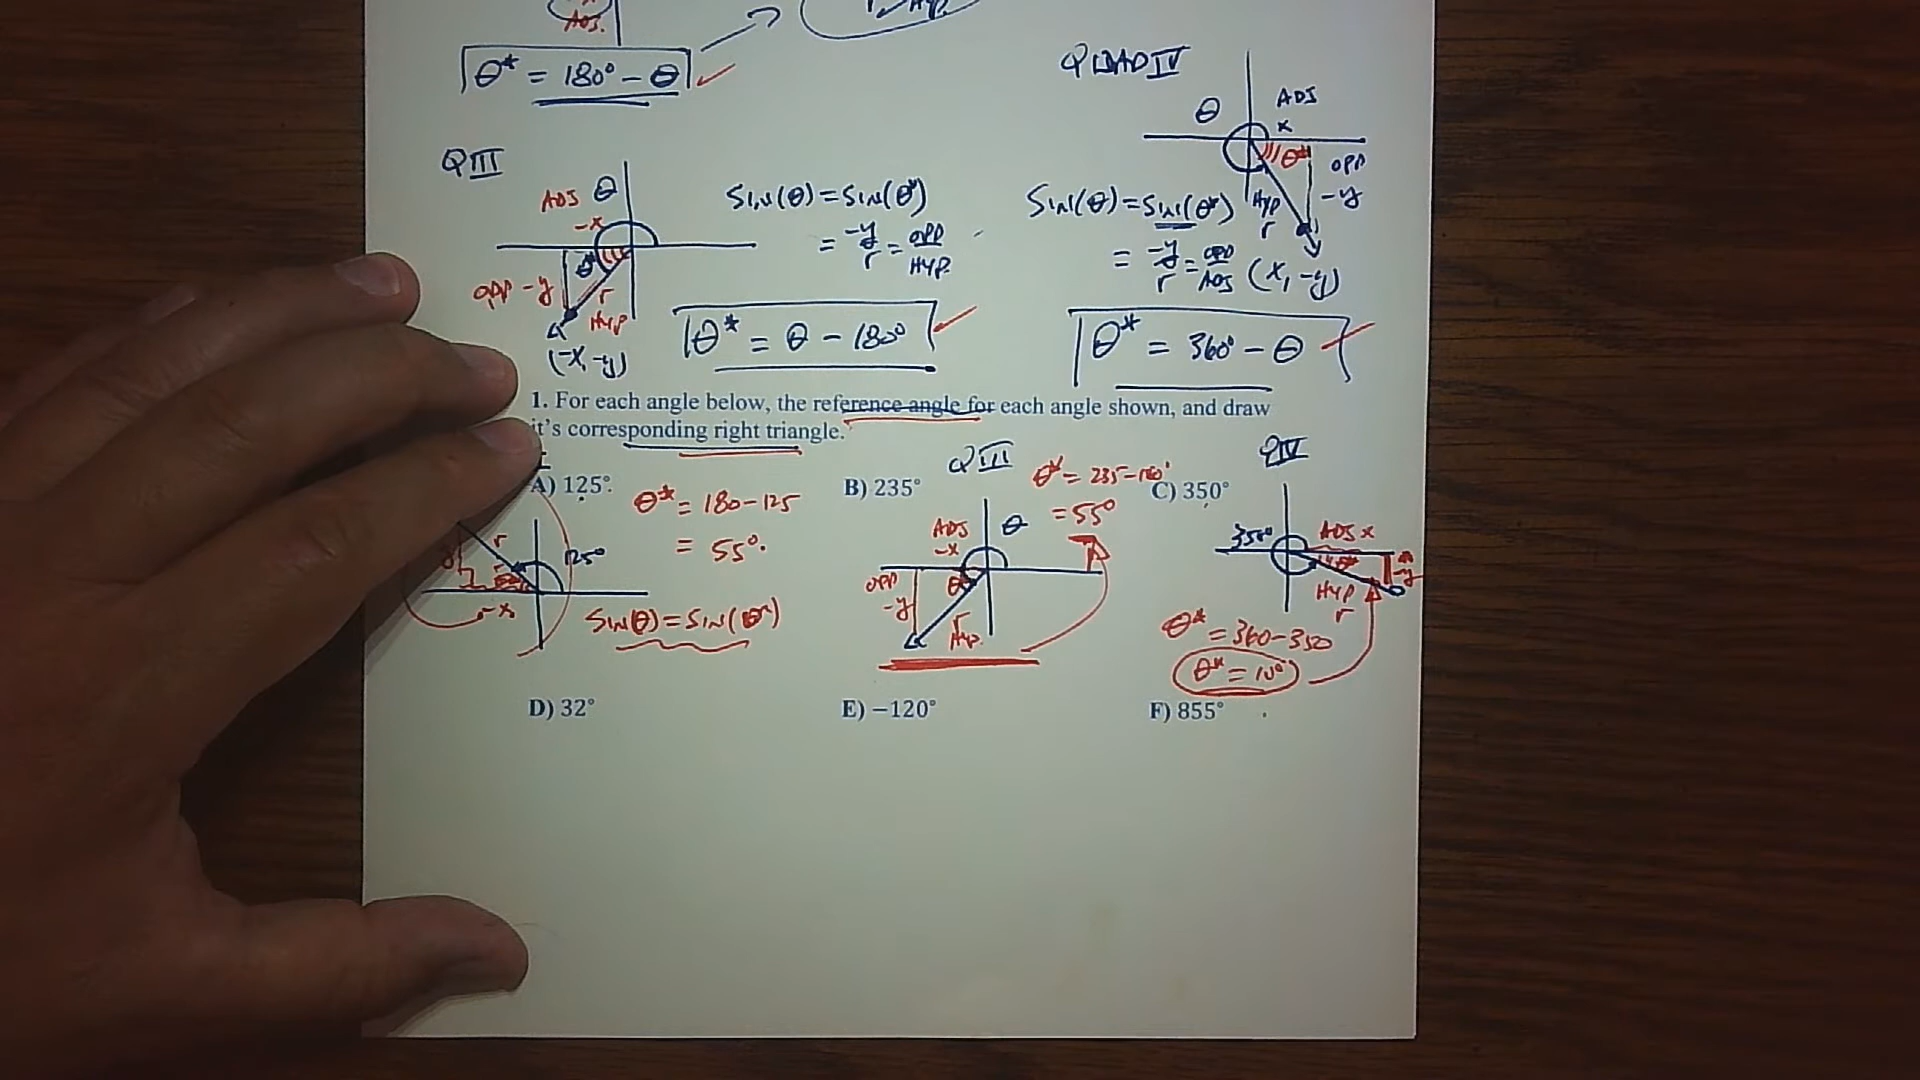 ADJ.
HYP.
θ* = 180° − θ
QUAD IV
θ
ADJ
x
θ*
OPP
−y
HYP
r
(x, −y)
Sin(θ) = Sin(θ*)
= −y/r = OPP/ADJ
θ* = 360° − θ
QIII
ADJ
θ
−x
θ*
OPP −y
r
HYP
(−x, −y)
Sin(θ) = Sin(θ*)
= −y/r = OPP/HYP.
θ* = θ − 180°
1. For each angle below, the reference angle for each angle shown, and draw
it's corresponding right triangle.
A) 125°.
θ* = 180 − 125
= 55°.
125°
r
−x
Sin(θ) = Sin(θ*)
B) 235°
QIII
θ* = 235 − 180°
= 55°
ADJ
−x
θ
OPP
−y
θ*
r
HYP.
C) 350°
QIV
350°
ADJ x
θ*
−y
HYP
r
θ* = 360 − 350
θ* = 10°
D) 32°
E) −120°
F) 855°